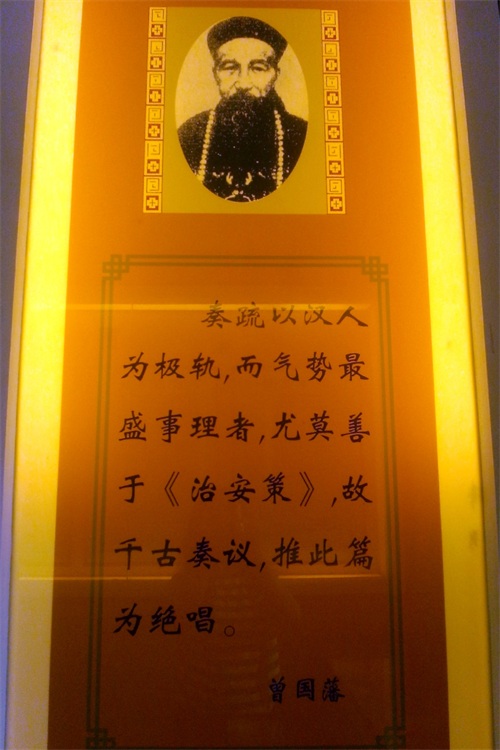 奏疏以汉人
为极轨,而气势最
盛事理者,尤莫善
于《治安策》,故
千古奏议,推此篇
为绝唱。
曾国藩